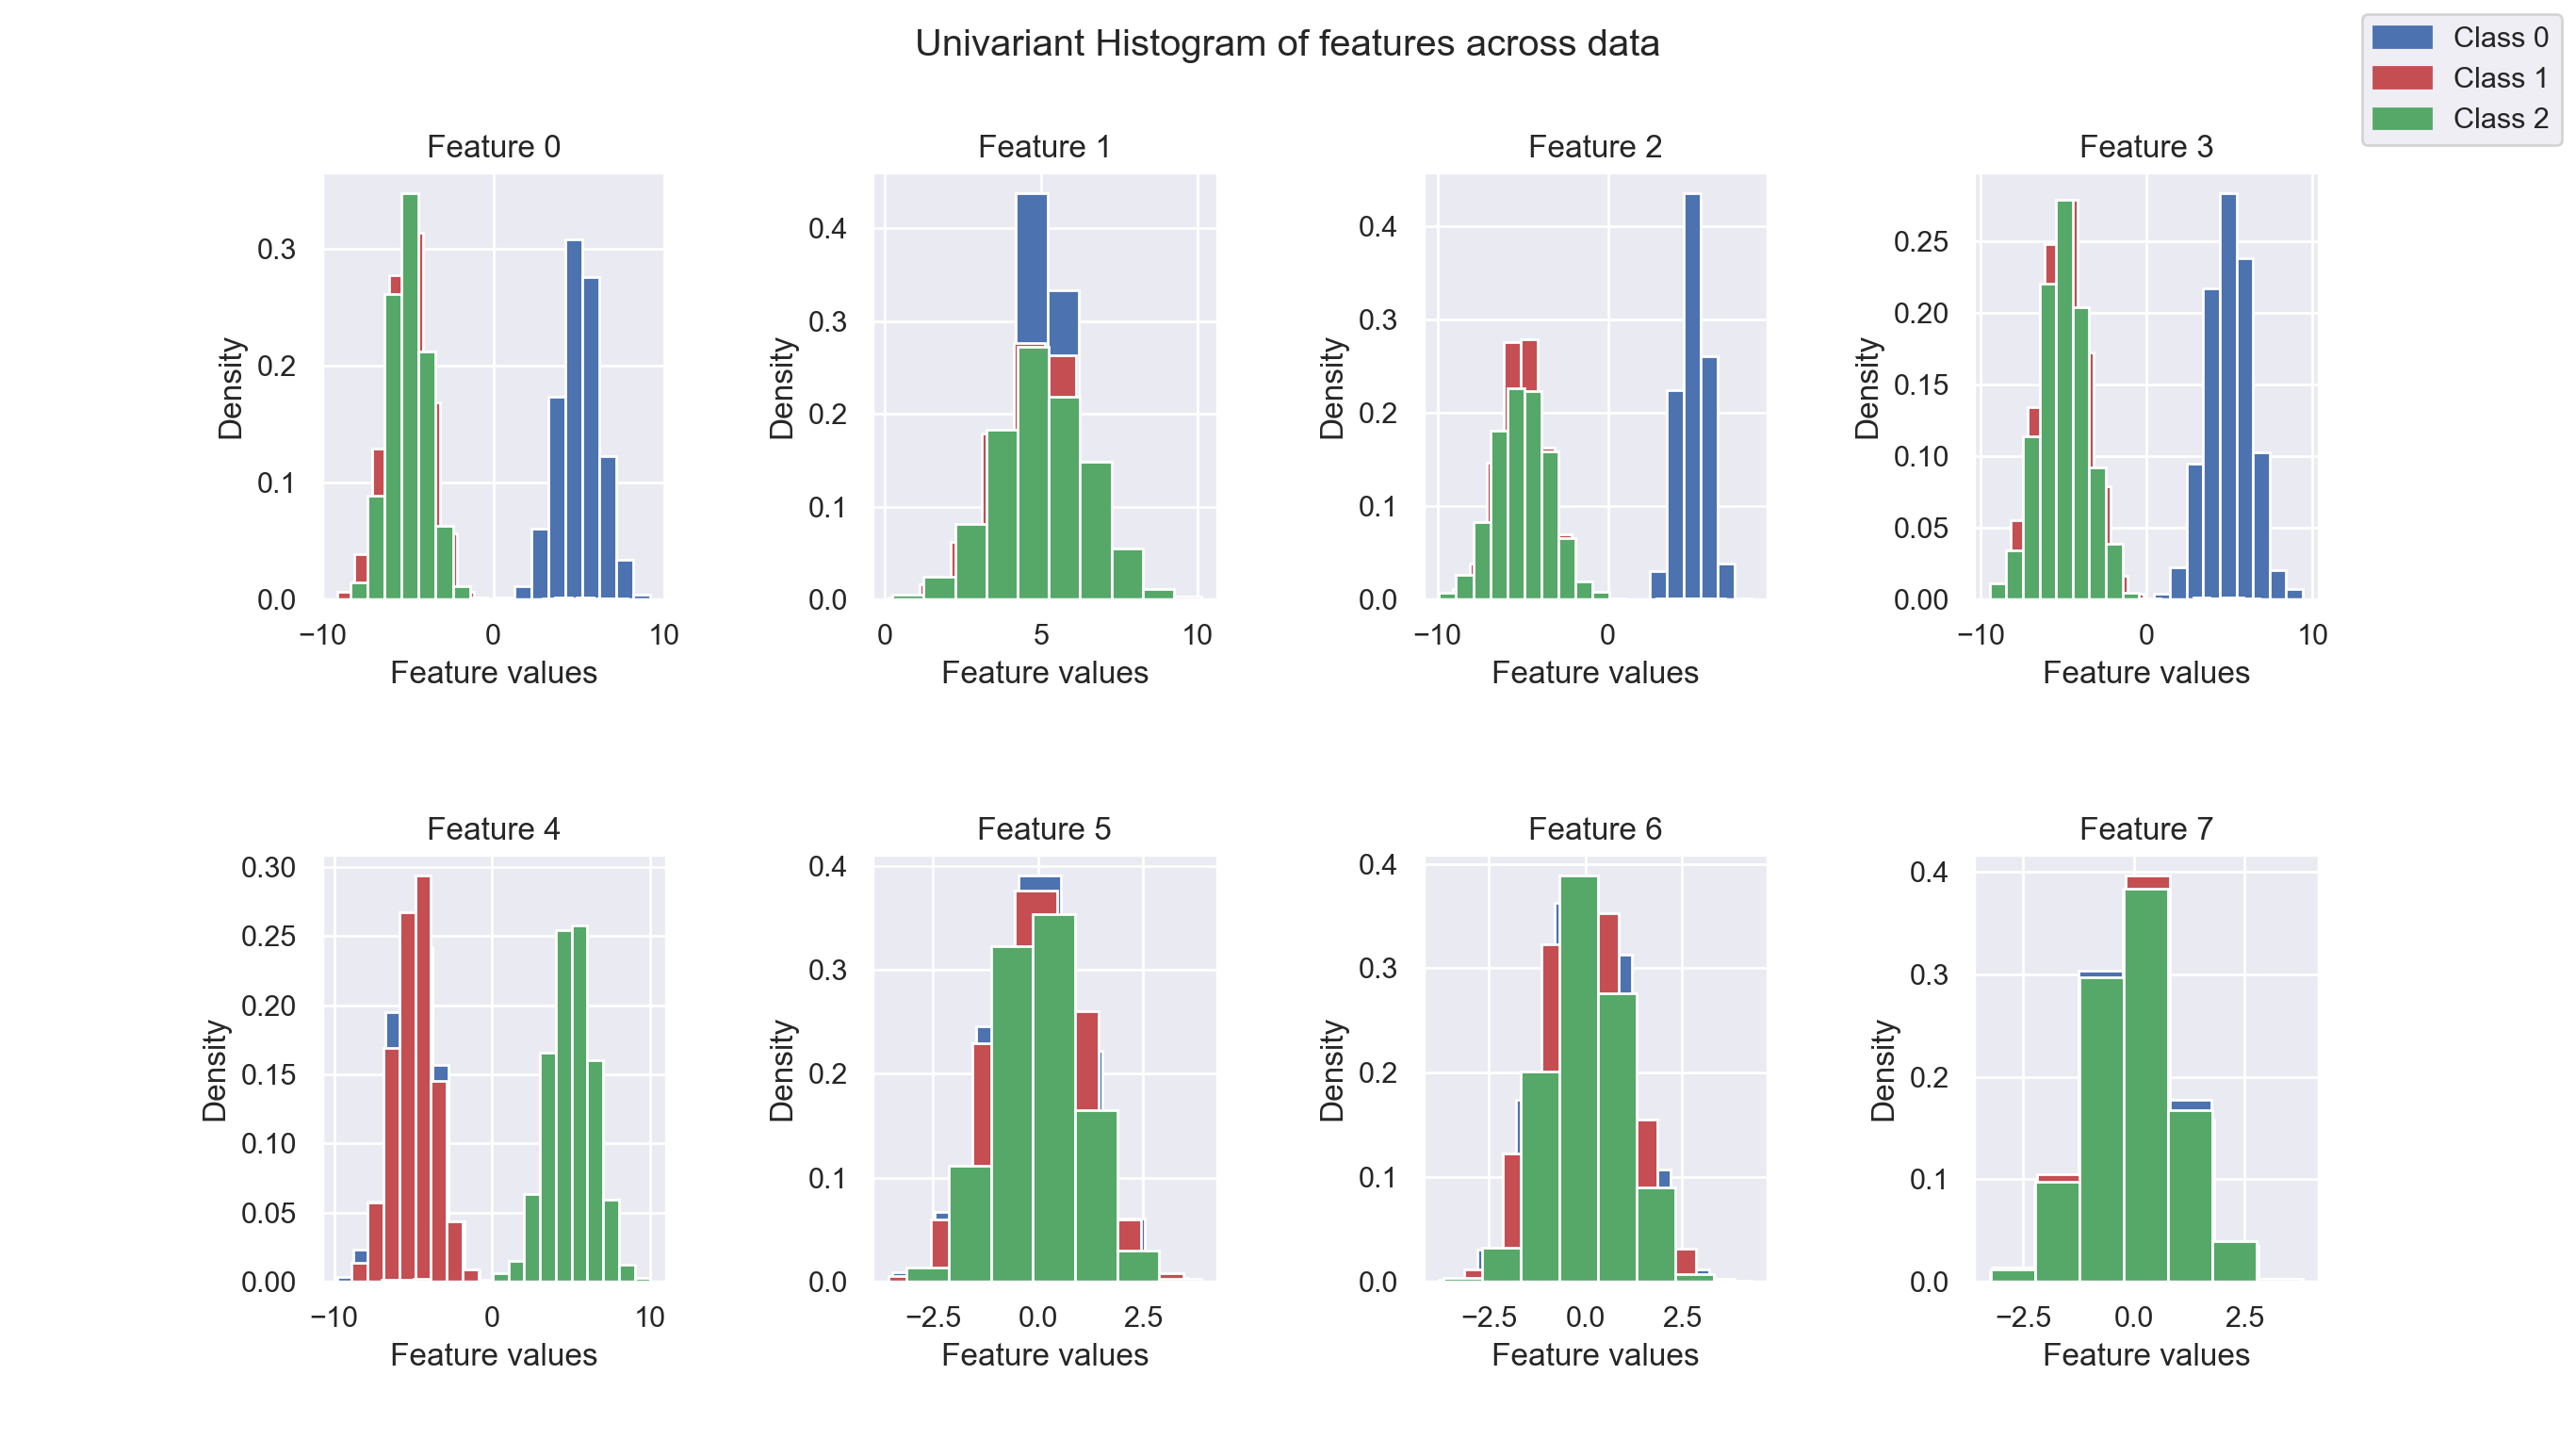 Univariant Histogram of features across data
Class 0
Class 1
Class 2
Feature 0
Feature 1
Feature 2
Feature 3
Density
0.3
0.2
0.1
0.0
−10 0 10
Feature values
Density
0.4
0.3
0.2
0.1
0.0
0 5 10
Feature values
Density
0.4
0.3
0.2
0.1
0.0
−10 0
Feature values
Density
0.25
0.20
0.15
0.10
0.05
0.00
−10 0 10
Feature values
Feature 4
Feature 5
Feature 6
Feature 7
Density
0.30
0.25
0.20
0.15
0.10
0.05
0.00
−10 0 10
Feature values
Density
0.4
0.3
0.2
0.1
0.0
−2.5 0.0 2.5
Feature values
Density
0.4
0.3
0.2
0.1
0.0
−2.5 0.0 2.5
Feature values
Density
0.4
0.3
0.2
0.1
0.0
−2.5 0.0 2.5
Feature values